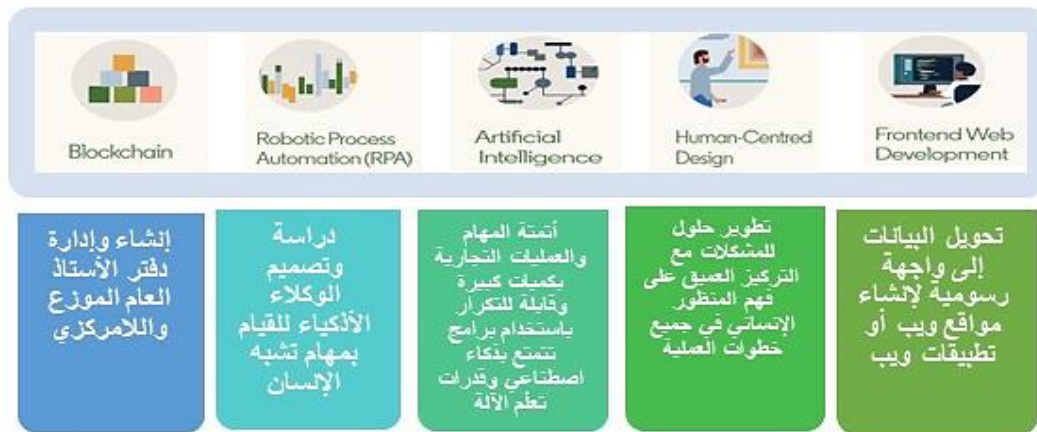 Blockchain
Robotic Process
Automation (RPA)
Artificial
Intelligence
Human-Centred
Design
Frontend Web
Development
إنشاء وإدارة
دفتر الأستاذ
العام الموزع
واللامركزي
دراسة
وتصميم
الوكلاء
الأذكياء للقيام
بمهام تشبه
الإنسان
أتمتة المهام
والعمليات التجارية
بكميات كبيرة
وقابلة للتكرار
باستخدام برامج
تتمتع بذكاء
اصطناعي وقدرات
تعلم الآلة
تطوير حلول
للمشكلات مع
التركيز العميق على
فهم المنظور
الإنساني في جميع
خطوات العملية
تحويل البيانات
إلى واجهة
رسومية لإنشاء
مواقع ويب أو
تطبيقات ويب